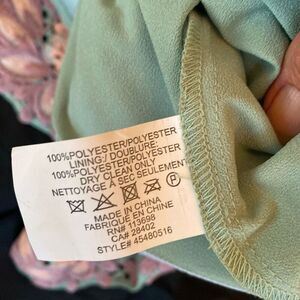 100%POLYESTER/POLYESTER
LINING:/ DOUBLURE:
100%POLYESTER/POLYESTER
DRY CLEAN ONLY
NETTOYAGE A SEC SEULEMENT
MADE IN CHINA
FABRIQUE EN CHINE
RN# 113698
CA# 28402
STYLE# 45480516